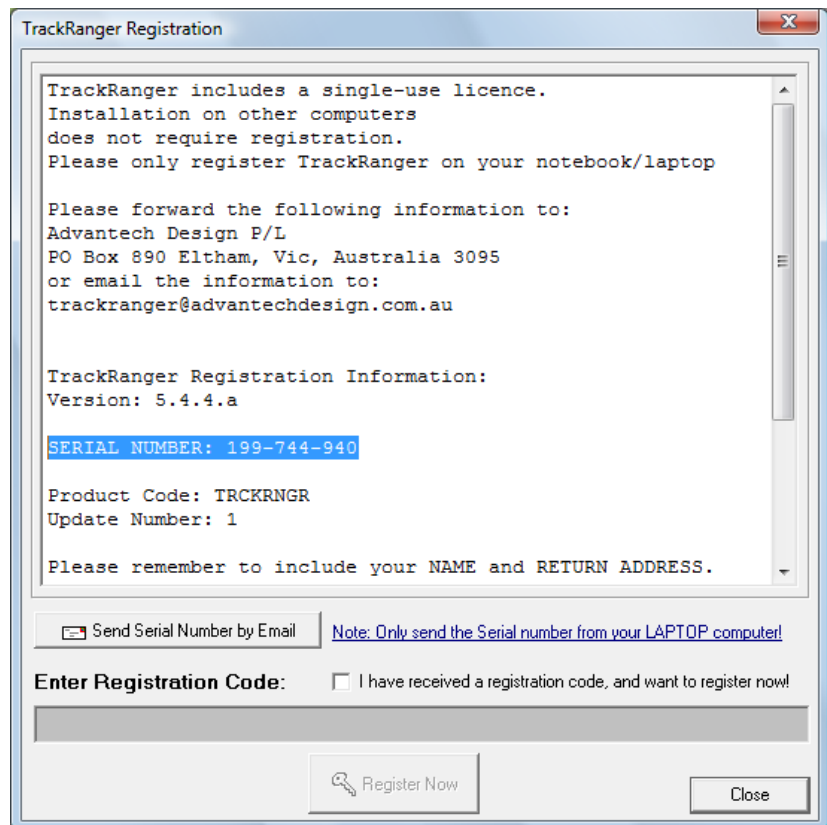 TrackRanger Registration
TrackRanger includes a single-use licence.
Installation on other computers
does not require registration.
Please only register TrackRanger on your notebook/laptop
Please forward the following information to:
Advantech Design P/L
PO Box 890 Eltham, Vic, Australia 3095
or email the information to:
trackranger@advantechdesign.com.au
TrackRanger Registration Information:
Version: 5.4.4.a
SERIAL NUMBER: 199-744-940
Product Code: TRCKRNGR
Update Number: 1
Please remember to include your NAME and RETURN ADDRESS.
Send Serial Number by Email
Note: Only send the Serial number from your LAPTOP computer!
Enter Registration Code:
I have received a registration code, and want to register now!
Register Now
Close